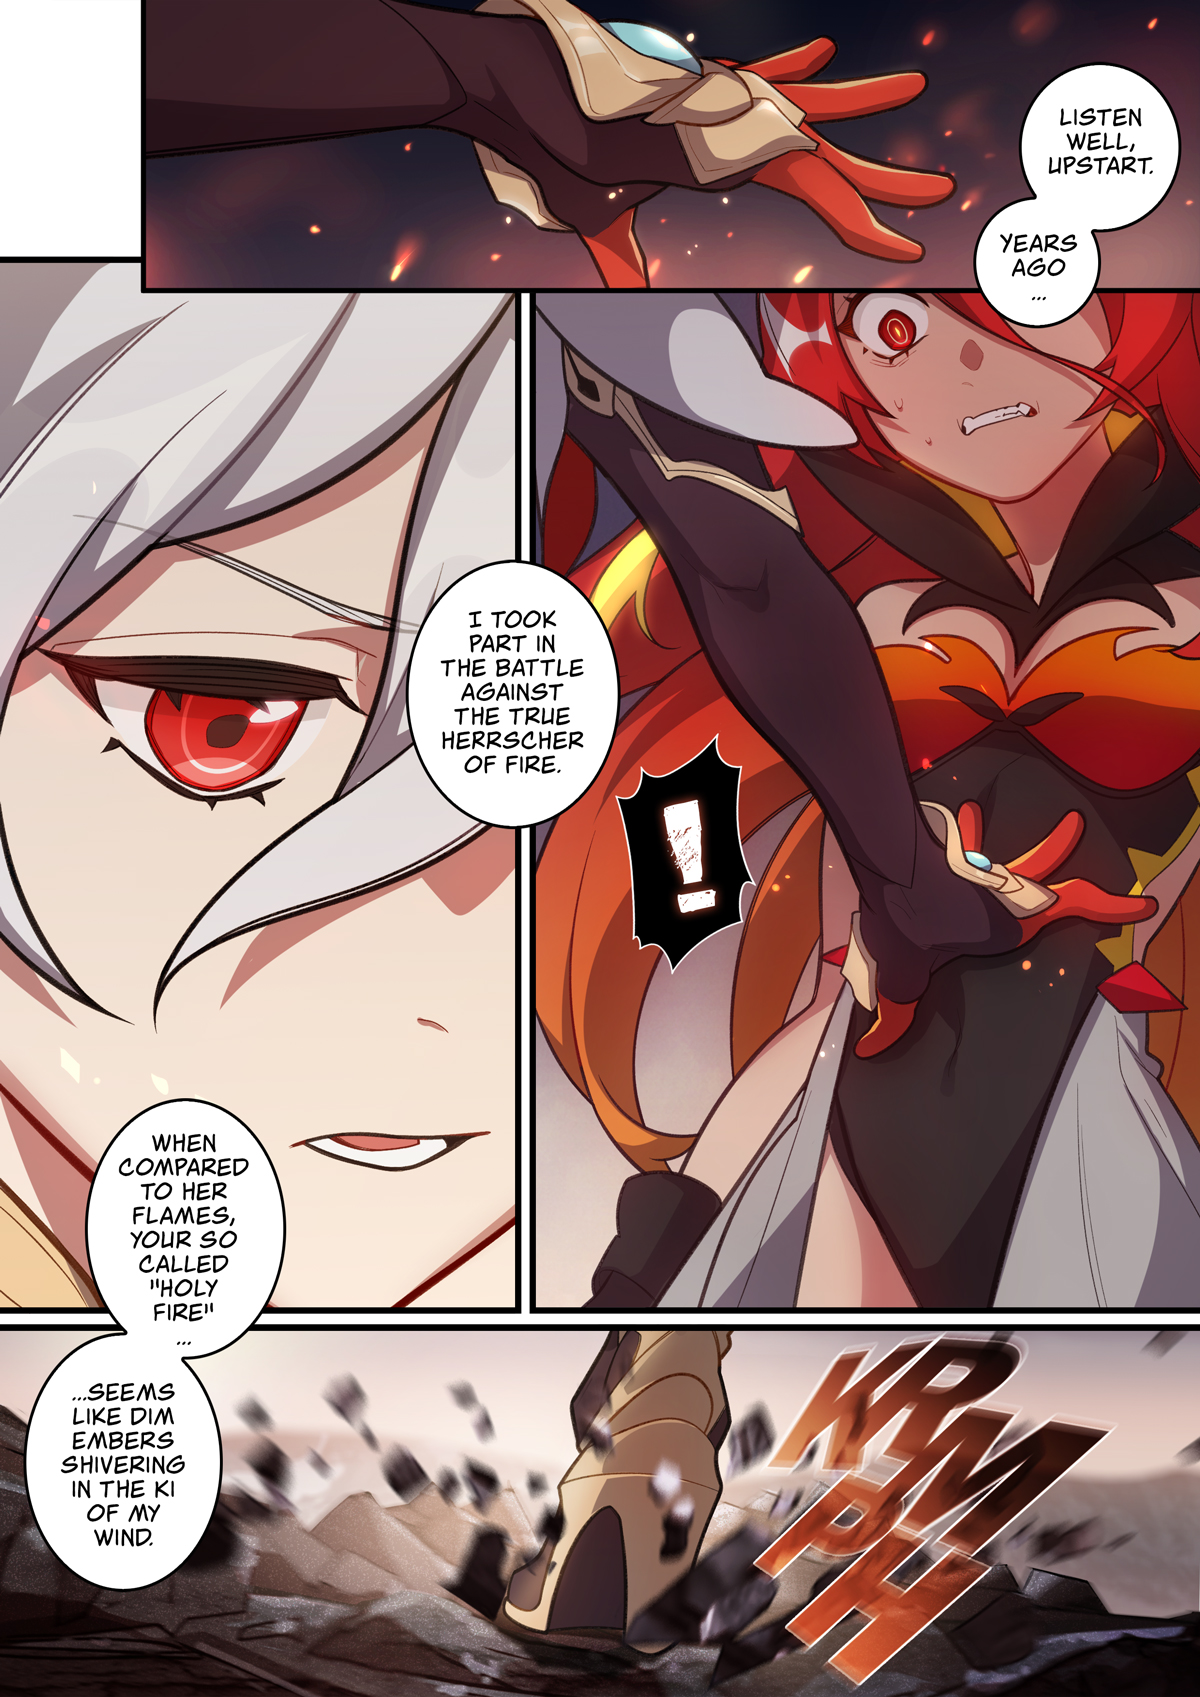 LISTEN
WELL,
UPSTART.
YEARS
AGO
...
I TOOK
PART IN
THE BATTLE
AGAINST
THE TRUE
HERRSCHER
OF FIRE.
!
WHEN
COMPARED
TO HER
FLAMES,
YOUR SO
CALLED
"HOLY
FIRE"
...
...SEEMS
LIKE DIM
EMBERS
SHIVERING
IN THE KI
OF MY
WIND.
KRMPH